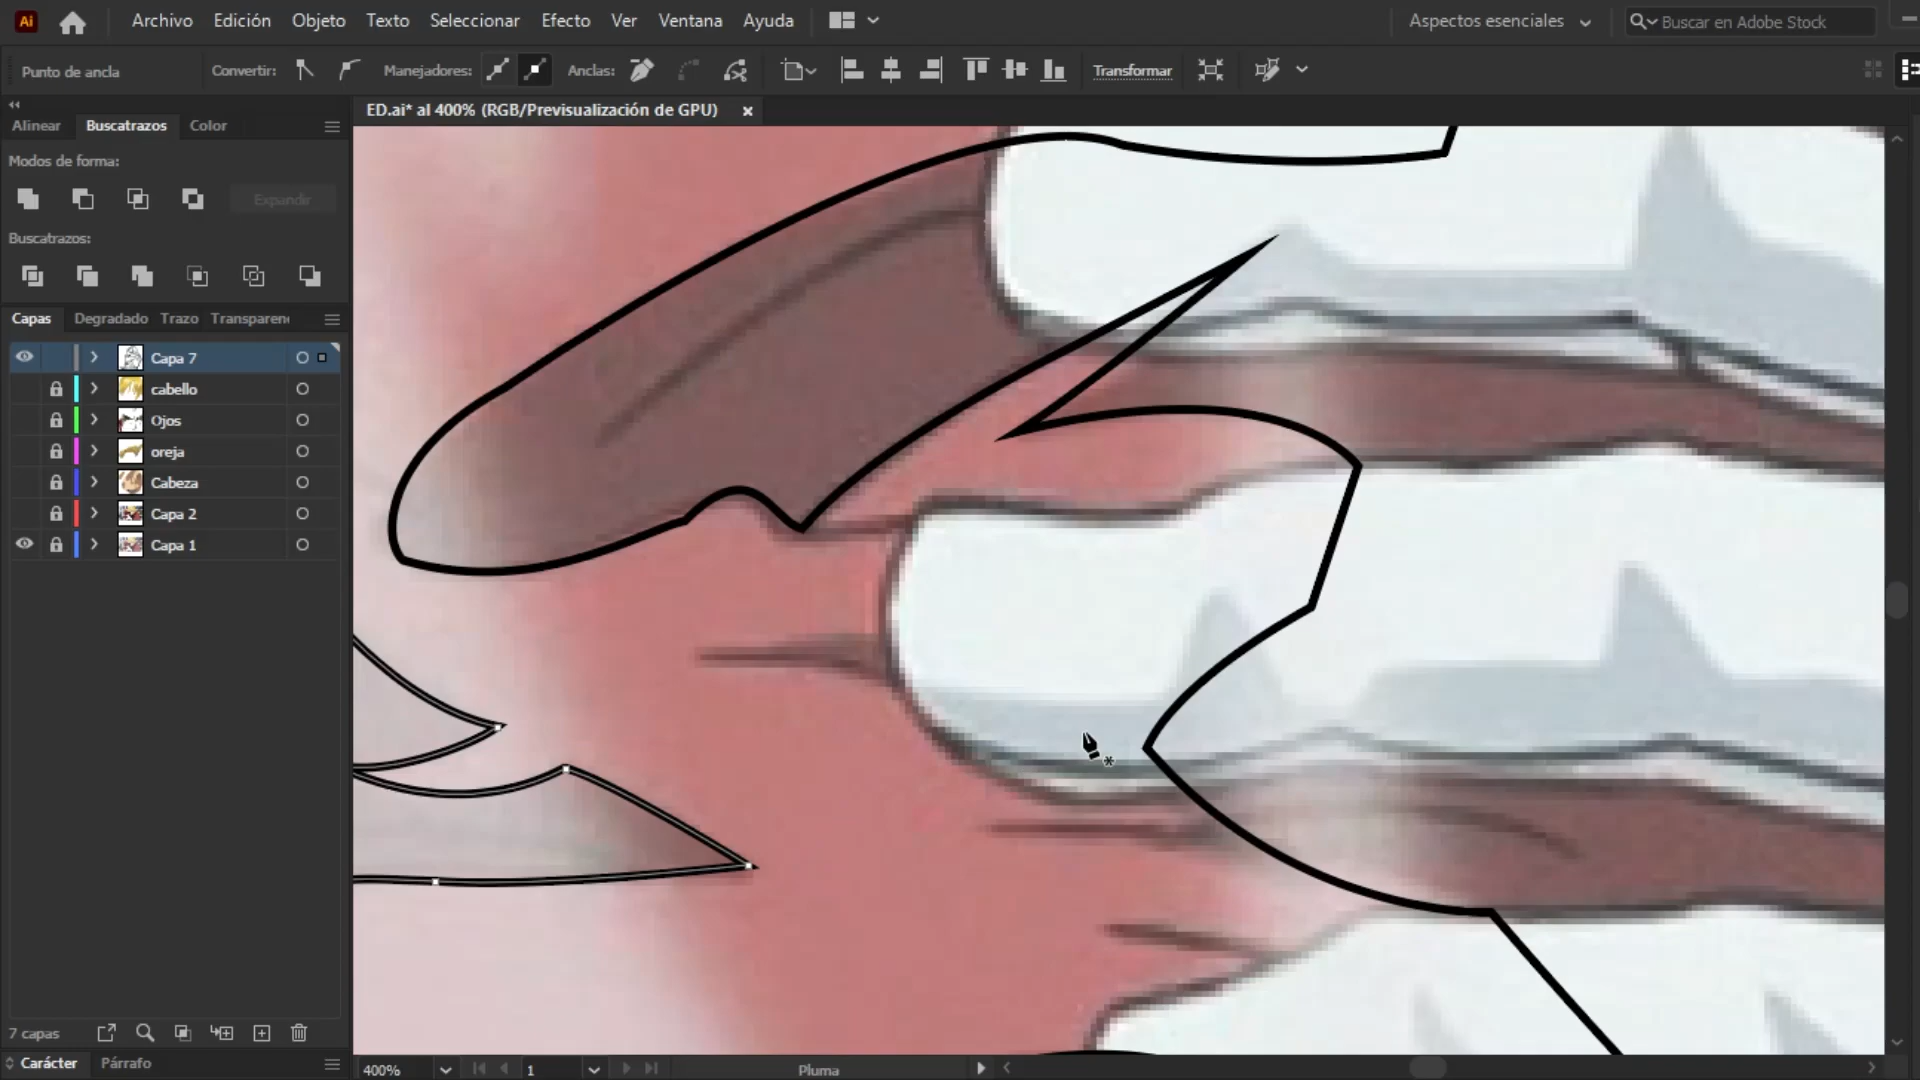 Ai Archivo Edición Objeto Texto Seleccionar Efecto Ver Ventana Ayuda Aspectos esenciales Buscar en Adobe Stock
Punto de ancla Convertir: Manejadores: Anclas: Transformar
ED.ai* al 400% (RGB/Previsualización de GPU)
Alinear Buscatrazos Color
Modos de forma:
Expandir
Buscatrazos:
Capas Degradado Trazo Transparen
Capa 7
cabello
Ojos
oreja
Cabeza
Capa 2
Capa 1
7 capas
Carácter Párrafo
400% 1 Pluma